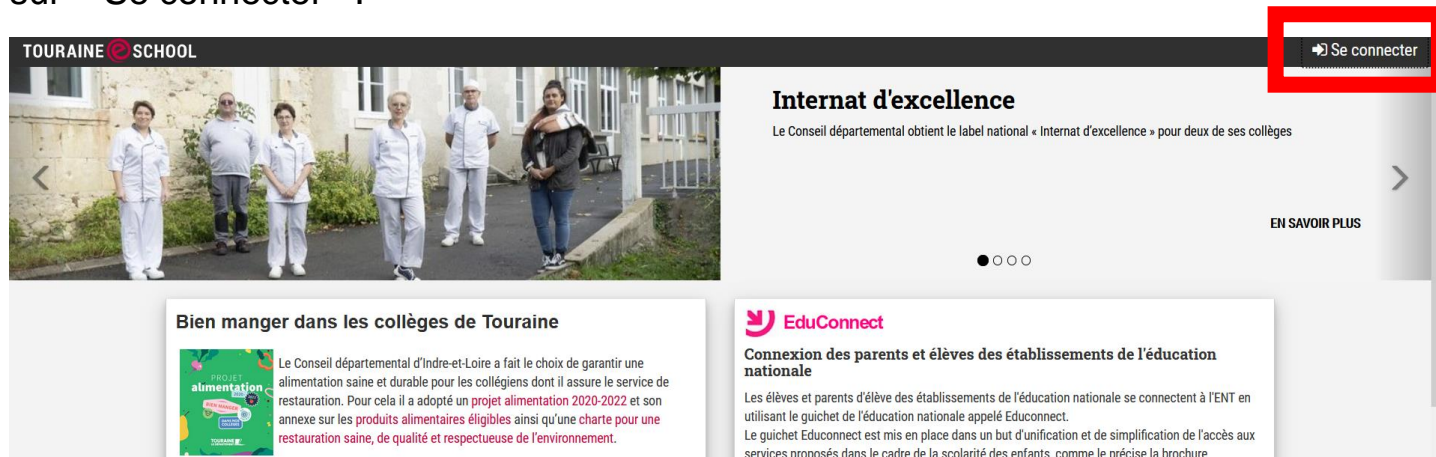 sur « Se connecter » :
TOURAINE eSCHOOL
Se connecter
Internat d'excellence
Le Conseil départemental obtient le label national « Internat d'excellence » pour deux de ses collèges
EN SAVOIR PLUS
Bien manger dans les collèges de Touraine
PROJET
alimentation
BIEN MANGER
DANS NOS
COLLÈGES
TOURAINE
Le Conseil départemental d'Indre-et-Loire a fait le choix de garantir une
alimentation saine et durable pour les collégiens dont il assure le service de
restauration. Pour cela il a adopté un projet alimentation 2020-2022 et son
annexe sur les produits alimentaires éligibles ainsi qu'une charte pour une
restauration saine, de qualité et respectueuse de l'environnement.
EduConnect
Connexion des parents et élèves des établissements de l'éducation
nationale
Les élèves et parents d'élève des établissements de l'éducation nationale se connectent à l'ENT en
utilisant le guichet de l'éducation nationale appelé Educonnect.
Le guichet Educonnect est mis en place dans un but d'unification et de simplification de l'accès aux
services proposés dans le cadre de la scolarité des enfants, comme le précise la brochure